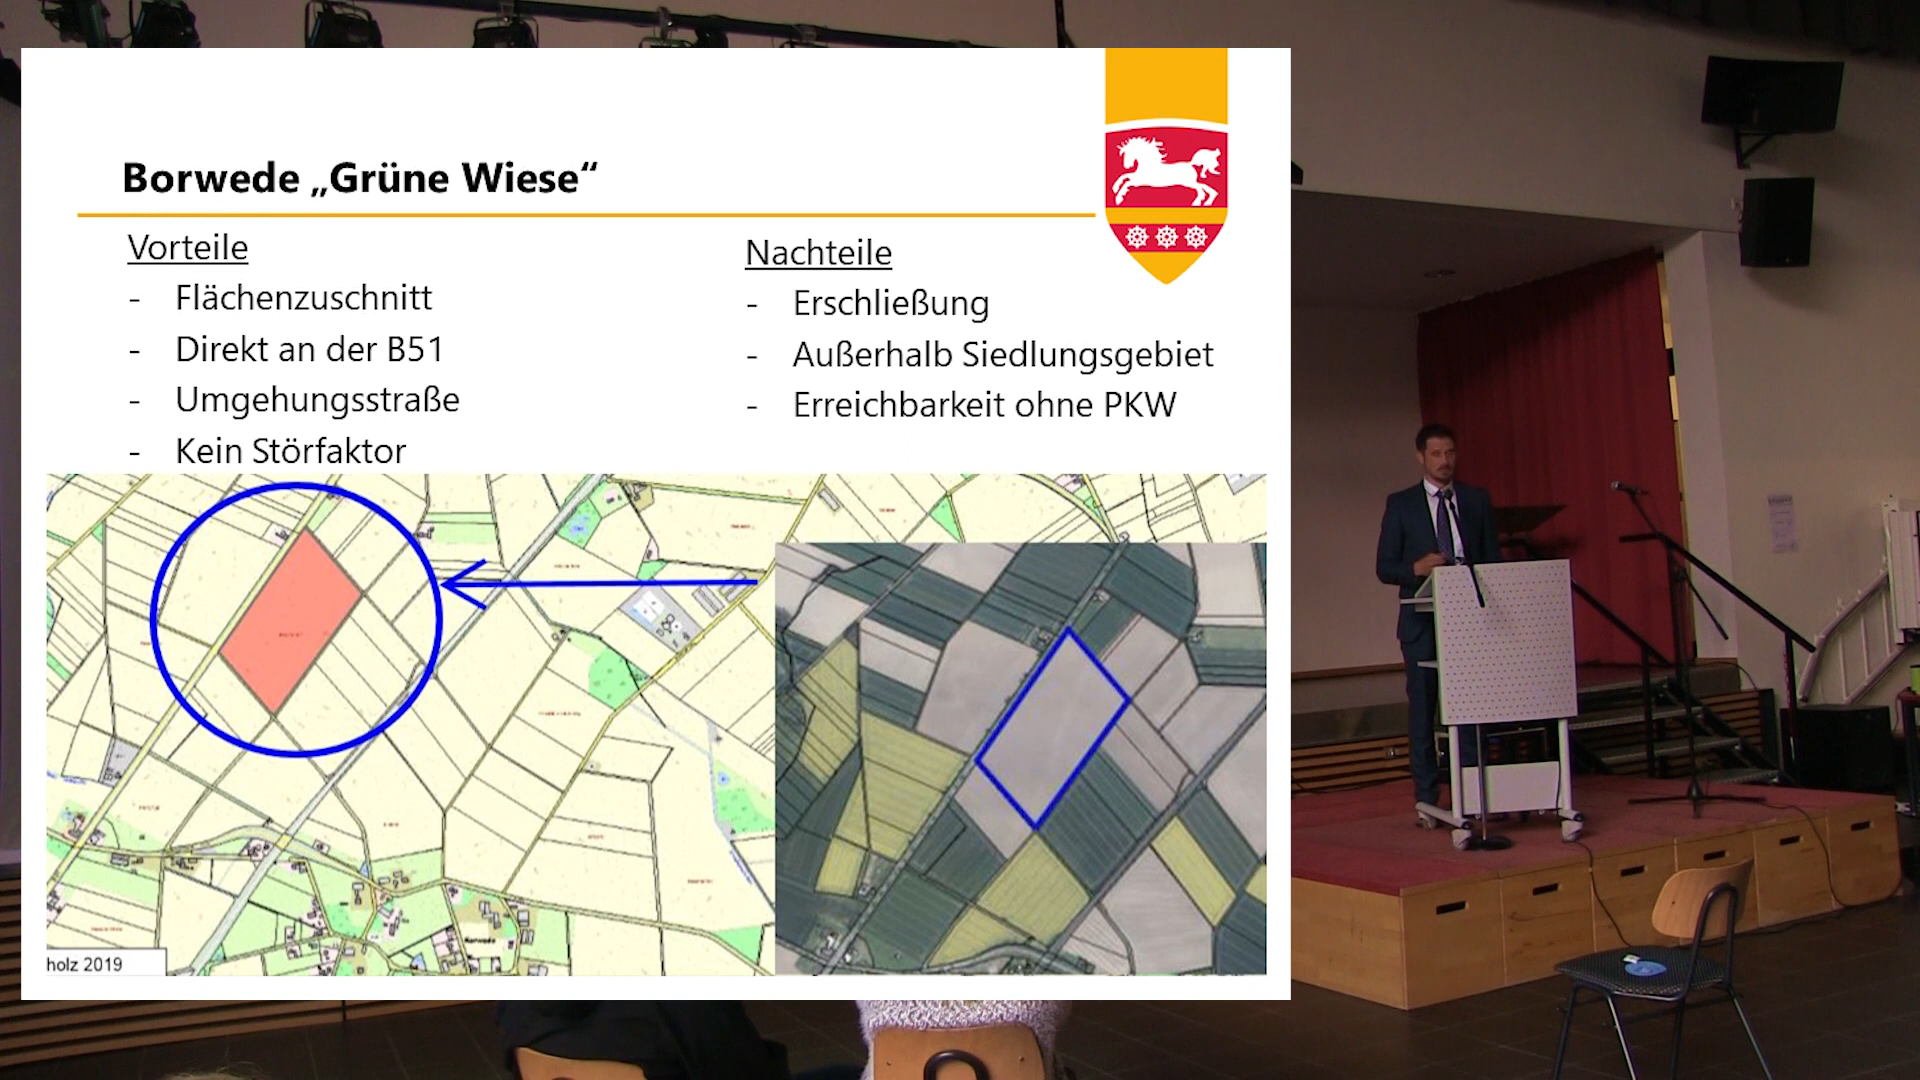 Borwede „Grüne Wiese“
Vorteile
- Flächenzuschnitt
- Direkt an der B51
- Umgehungsstraße
- Kein Störfaktor
Nachteile
- Erschließung
- Außerhalb Siedlungsgebiet
- Erreichbarkeit ohne PKW
Borwede
holz 2019